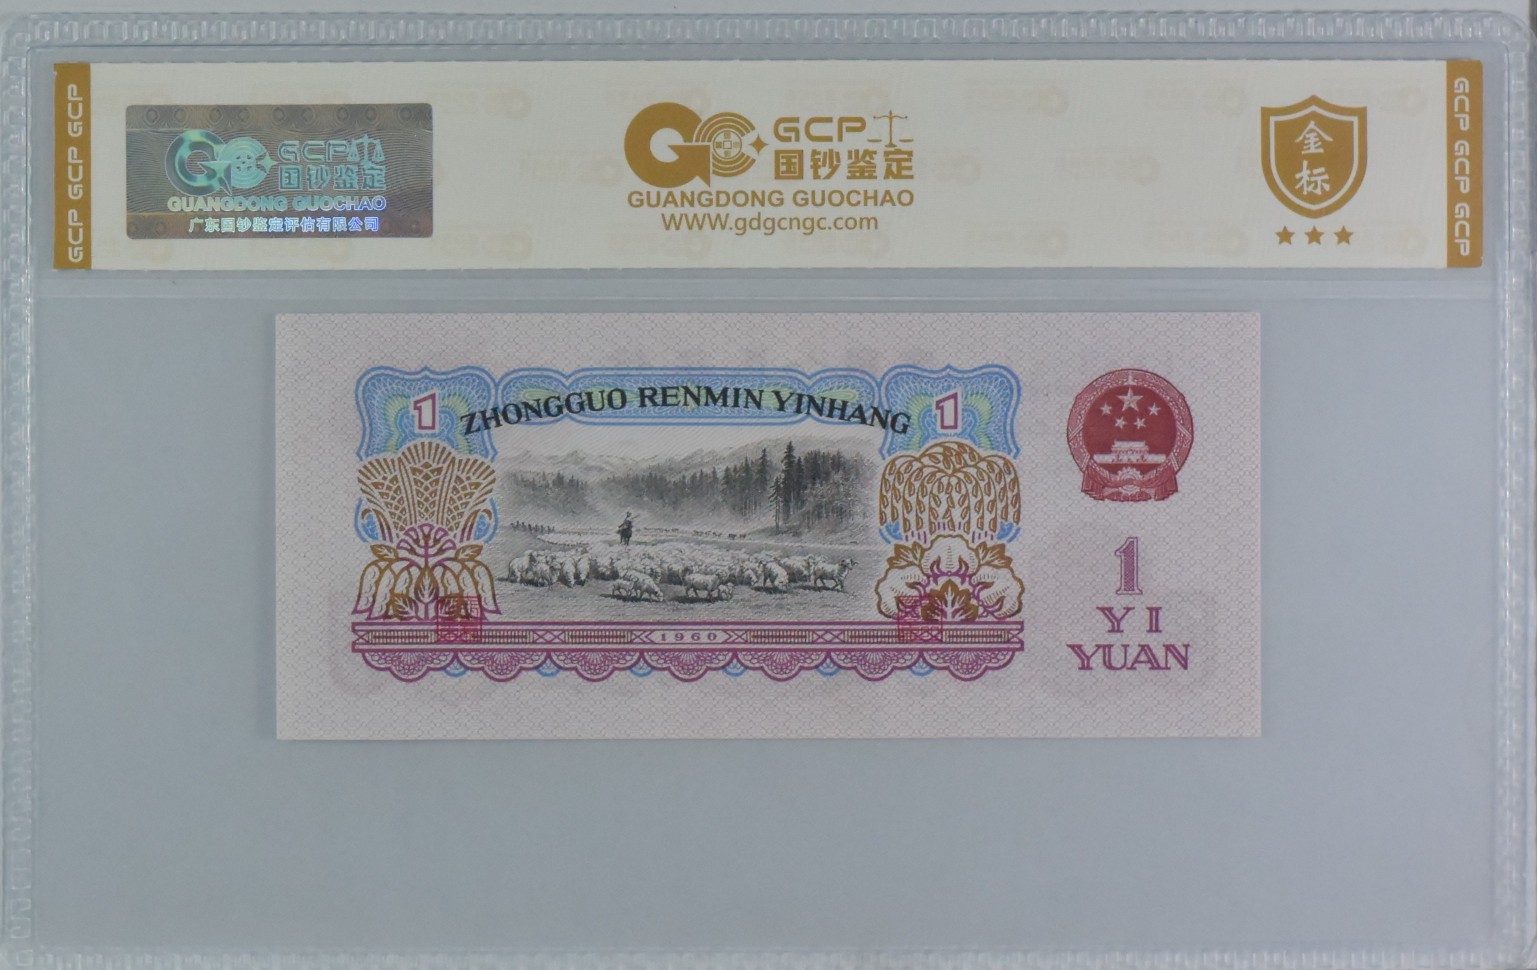 GCP GCP GCP
GCP
国钞鉴定
GUANGDONG GUOCHAO
广东国钞鉴定评估有限公司
GCP
国钞鉴定
GUANGDONG GUOCHAO
WWW.gdgcngc.com
金标
GCP GCP GCP
1
ZHONGGUO RENMIN YINHANG
1
1960
1
YI
YUAN